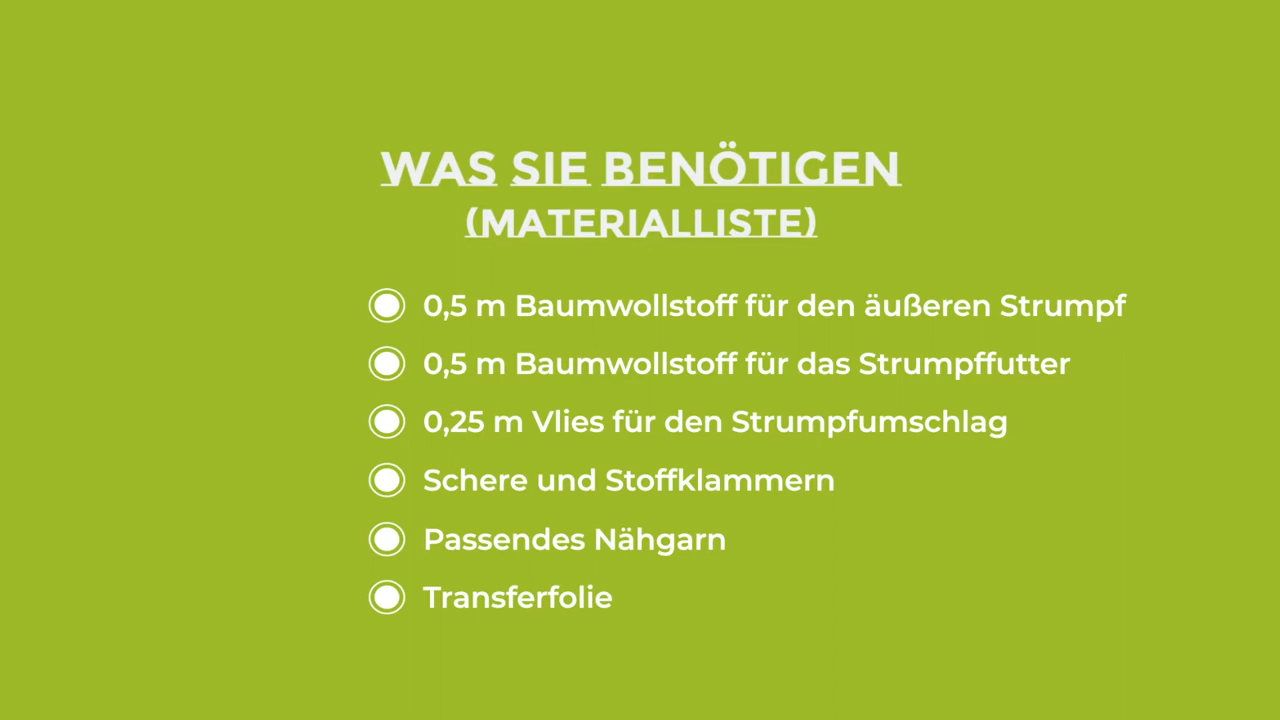 WAS SIE BENÖTIGEN
(MATERIALLISTE)
0,5 m Baumwollstoff für den äußeren Strumpf
0,5 m Baumwollstoff für das Strumpffutter
0,25 m Vlies für den Strumpfumschlag
Schere und Stoffklammern
Passendes Nähgarn
Transferfolie